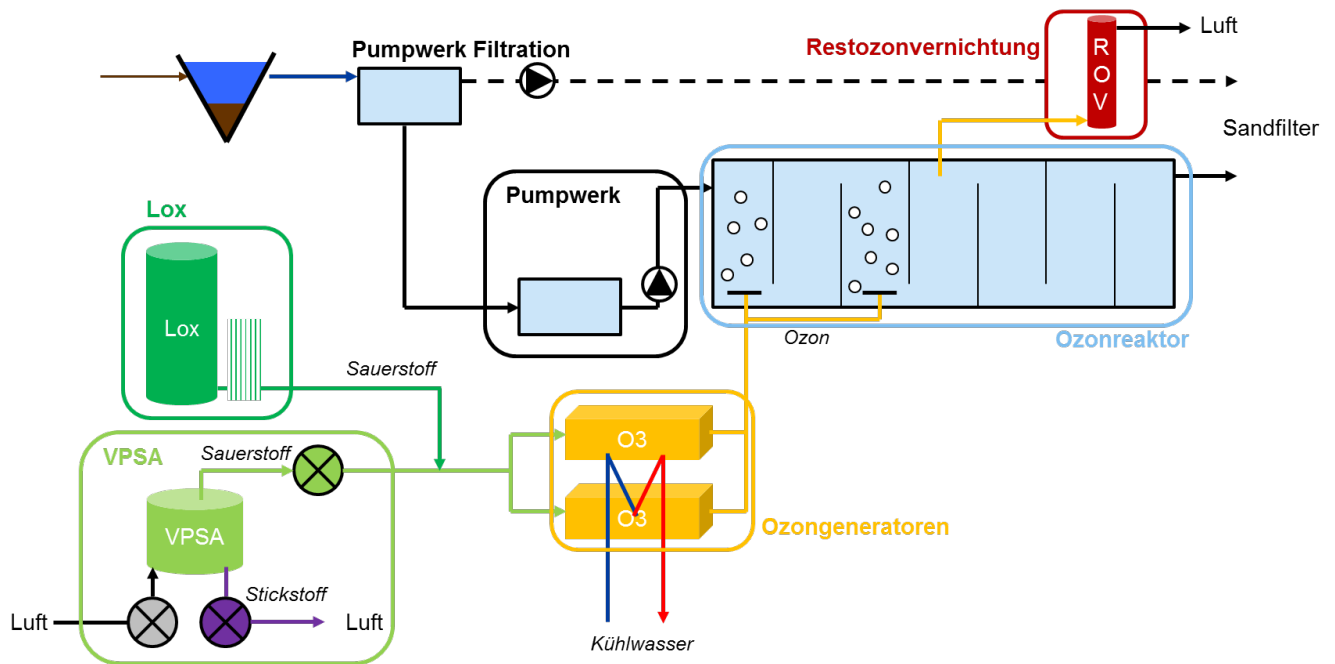 Pumpwerk Filtration
Restozonvernichtung
R
O
V
Luft
Sandfilter
Pumpwerk
Lox
Lox
Sauerstoff
Ozon
Ozonreaktor
VPSA
Sauerstoff
VPSA
O3
O3
Ozongeneratoren
Stickstoff
Luft
Luft
Kühlwasser